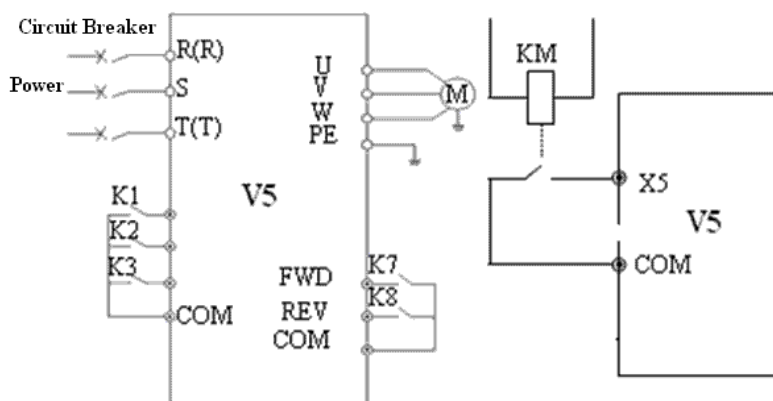 Circuit Breaker
R(R)
Power
S
T(T)
U
V
W
PE
M
V5
K1
K2
K3
COM
FWD
K7
REV
K8
COM
KM
X5
V5
COM